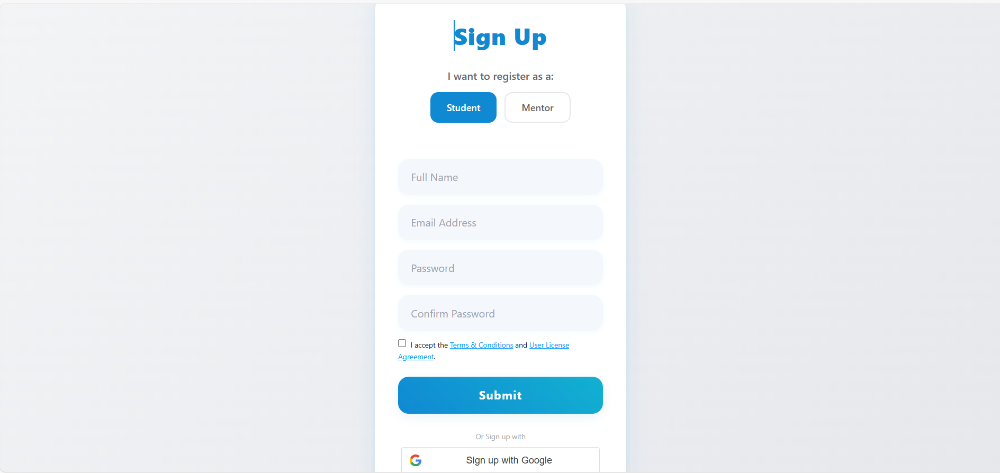 Sign Up
I want to register as a:
Student
Mentor
Full Name
Email Address
Password
Confirm Password
I accept the Terms & Conditions and User License
Agreement.
Submit
Or Sign up with
Sign up with Google